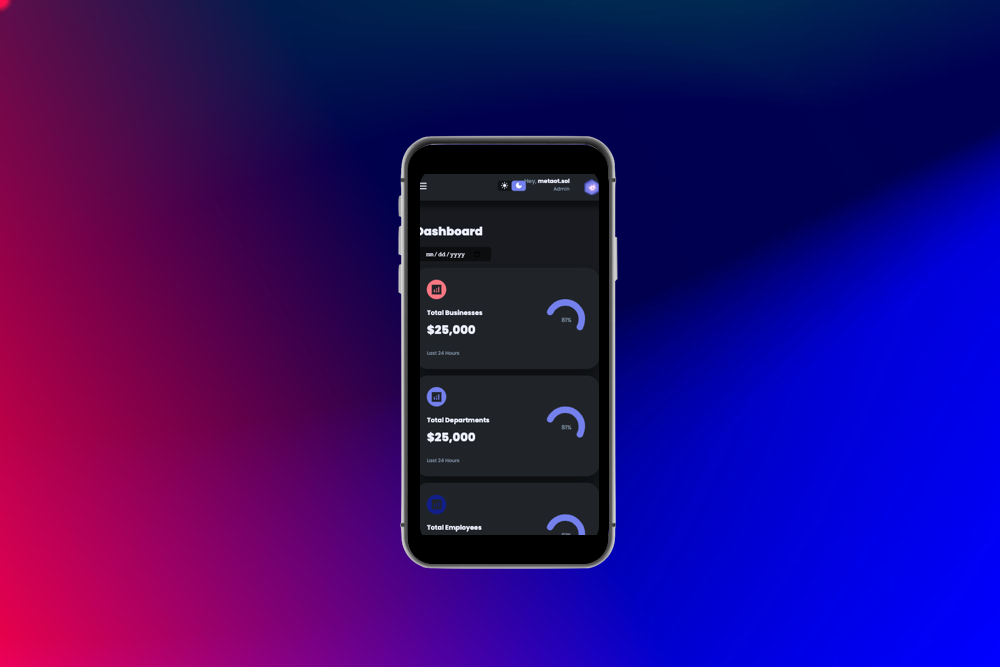 Hey, metaot.sol
Admin
Dashboard
mm/dd/yyyy
Total Businesses
$25,000
81%
Last 24 Hours
Total Departments
$25,000
81%
Last 24 Hours
Total Employees